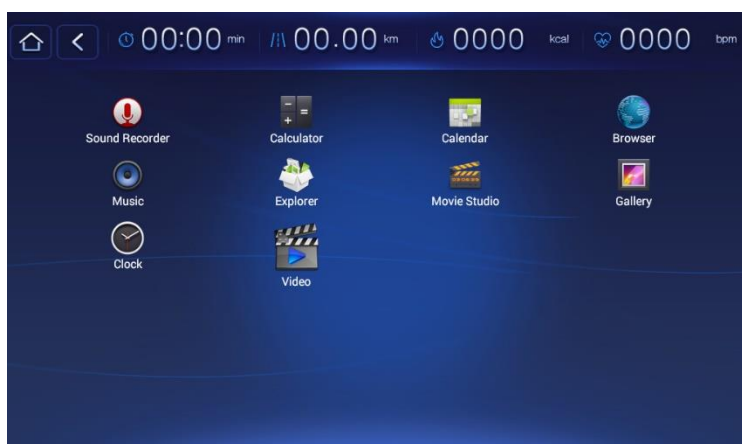 00:00 min 00.00 km 0000 kcal 0000 bpm
Sound Recorder Calculator Calendar Browser
Music Explorer Movie Studio Gallery
Clock
Video